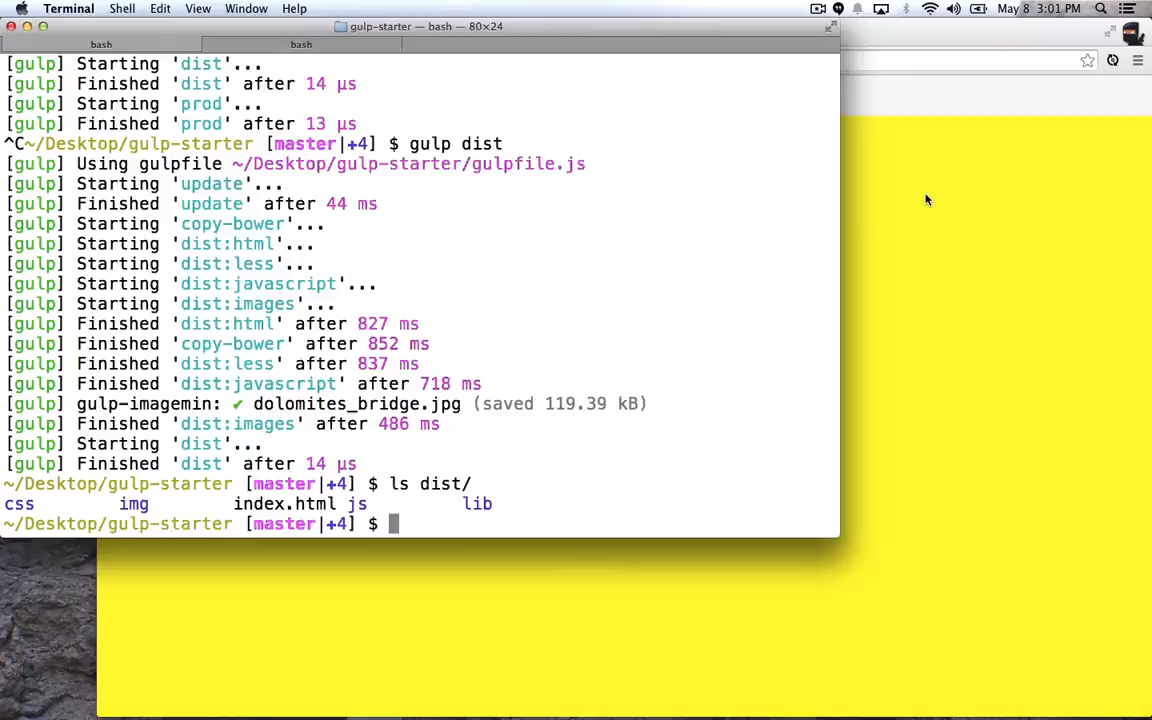 Terminal Shell Edit View Window Help May 8 3:01 PM
gulp-starter — bash — 80×24
bash bash
[gulp] Starting 'dist'...
[gulp] Finished 'dist' after 14 μs
[gulp] Starting 'prod'...
[gulp] Finished 'prod' after 13 μs
^C~/Desktop/gulp-starter [master|+4] $ gulp dist
[gulp] Using gulpfile ~/Desktop/gulp-starter/gulpfile.js
[gulp] Starting 'update'...
[gulp] Finished 'update' after 44 ms
[gulp] Starting 'copy-bower'...
[gulp] Starting 'dist:html'...
[gulp] Starting 'dist:less'...
[gulp] Starting 'dist:javascript'...
[gulp] Starting 'dist:images'...
[gulp] Finished 'dist:html' after 827 ms
[gulp] Finished 'copy-bower' after 852 ms
[gulp] Finished 'dist:less' after 837 ms
[gulp] Finished 'dist:javascript' after 718 ms
[gulp] gulp-imagemin: ✔ dolomites_bridge.jpg (saved 119.39 kB)
[gulp] Finished 'dist:images' after 486 ms
[gulp] Starting 'dist'...
[gulp] Finished 'dist' after 14 μs
~/Desktop/gulp-starter [master|+4] $ ls dist/
css img index.html js lib
~/Desktop/gulp-starter [master|+4] $